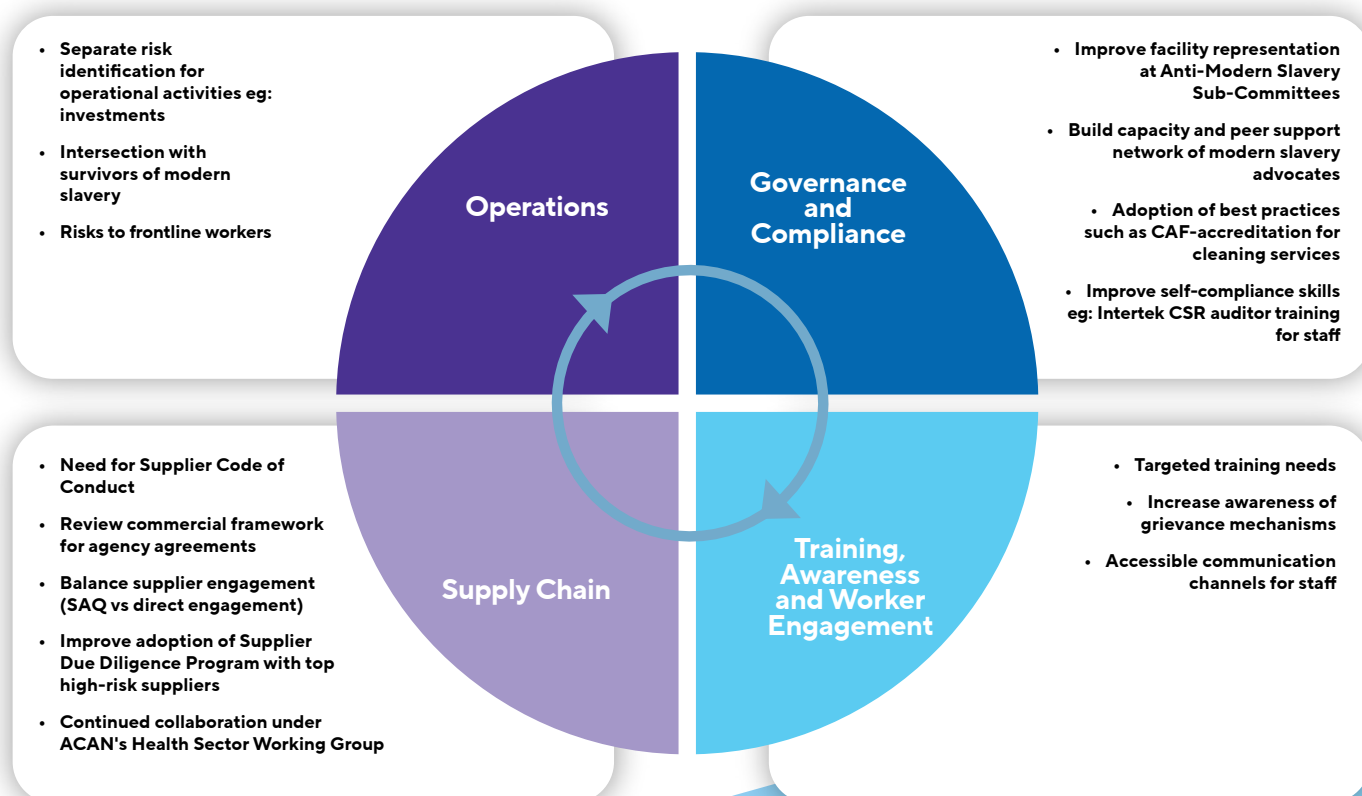 • Separate risk
identification for
operational activities eg:
investments
• Intersection with
survivors of modern
slavery
• Risks to frontline workers
Operations
Governance
and
Compliance
• Improve facility representation
at Anti-Modern Slavery
Sub-Committees
• Build capacity and peer support
network of modern slavery
advocates
• Adoption of best practices
such as CAF-accreditation for
cleaning services
• Improve self-compliance skills
eg: Intertek CSR auditor training
for staff
• Need for Supplier Code of
Conduct
• Review commercial framework
for agency agreements
• Balance supplier engagement
(SAQ vs direct engagement)
• Improve adoption of Supplier
Due Diligence Program with top
high-risk suppliers
• Continued collaboration under
ACAN's Health Sector Working Group
Supply Chain
Training,
Awareness
and Worker
Engagement
• Targeted training needs
• Increase awareness of
grievance mechanisms
• Accessible communication
channels for staff